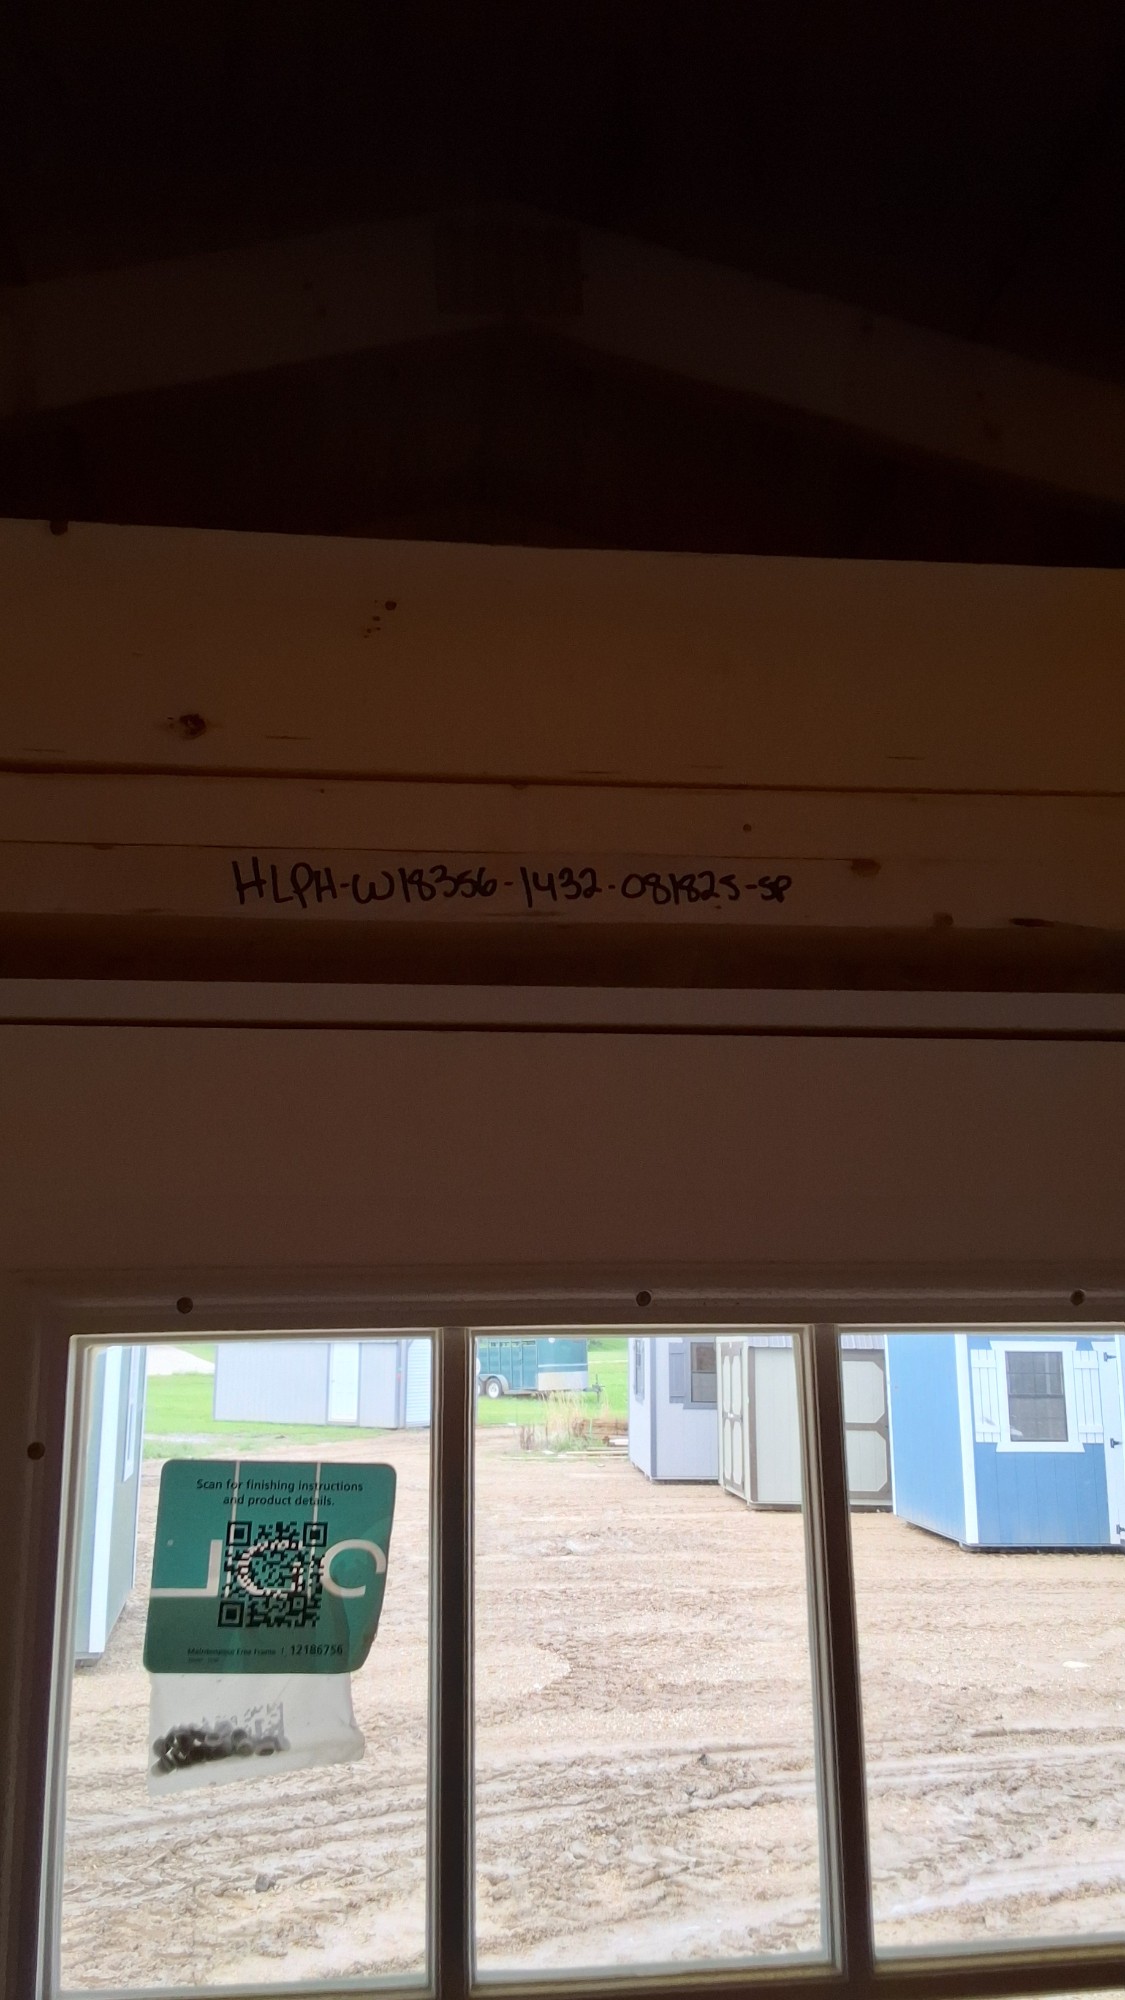 HLPH-W18356-1432-081825-SP
Scan for finishing instructions
and product details.
Maintenance Free Frame | 12186756